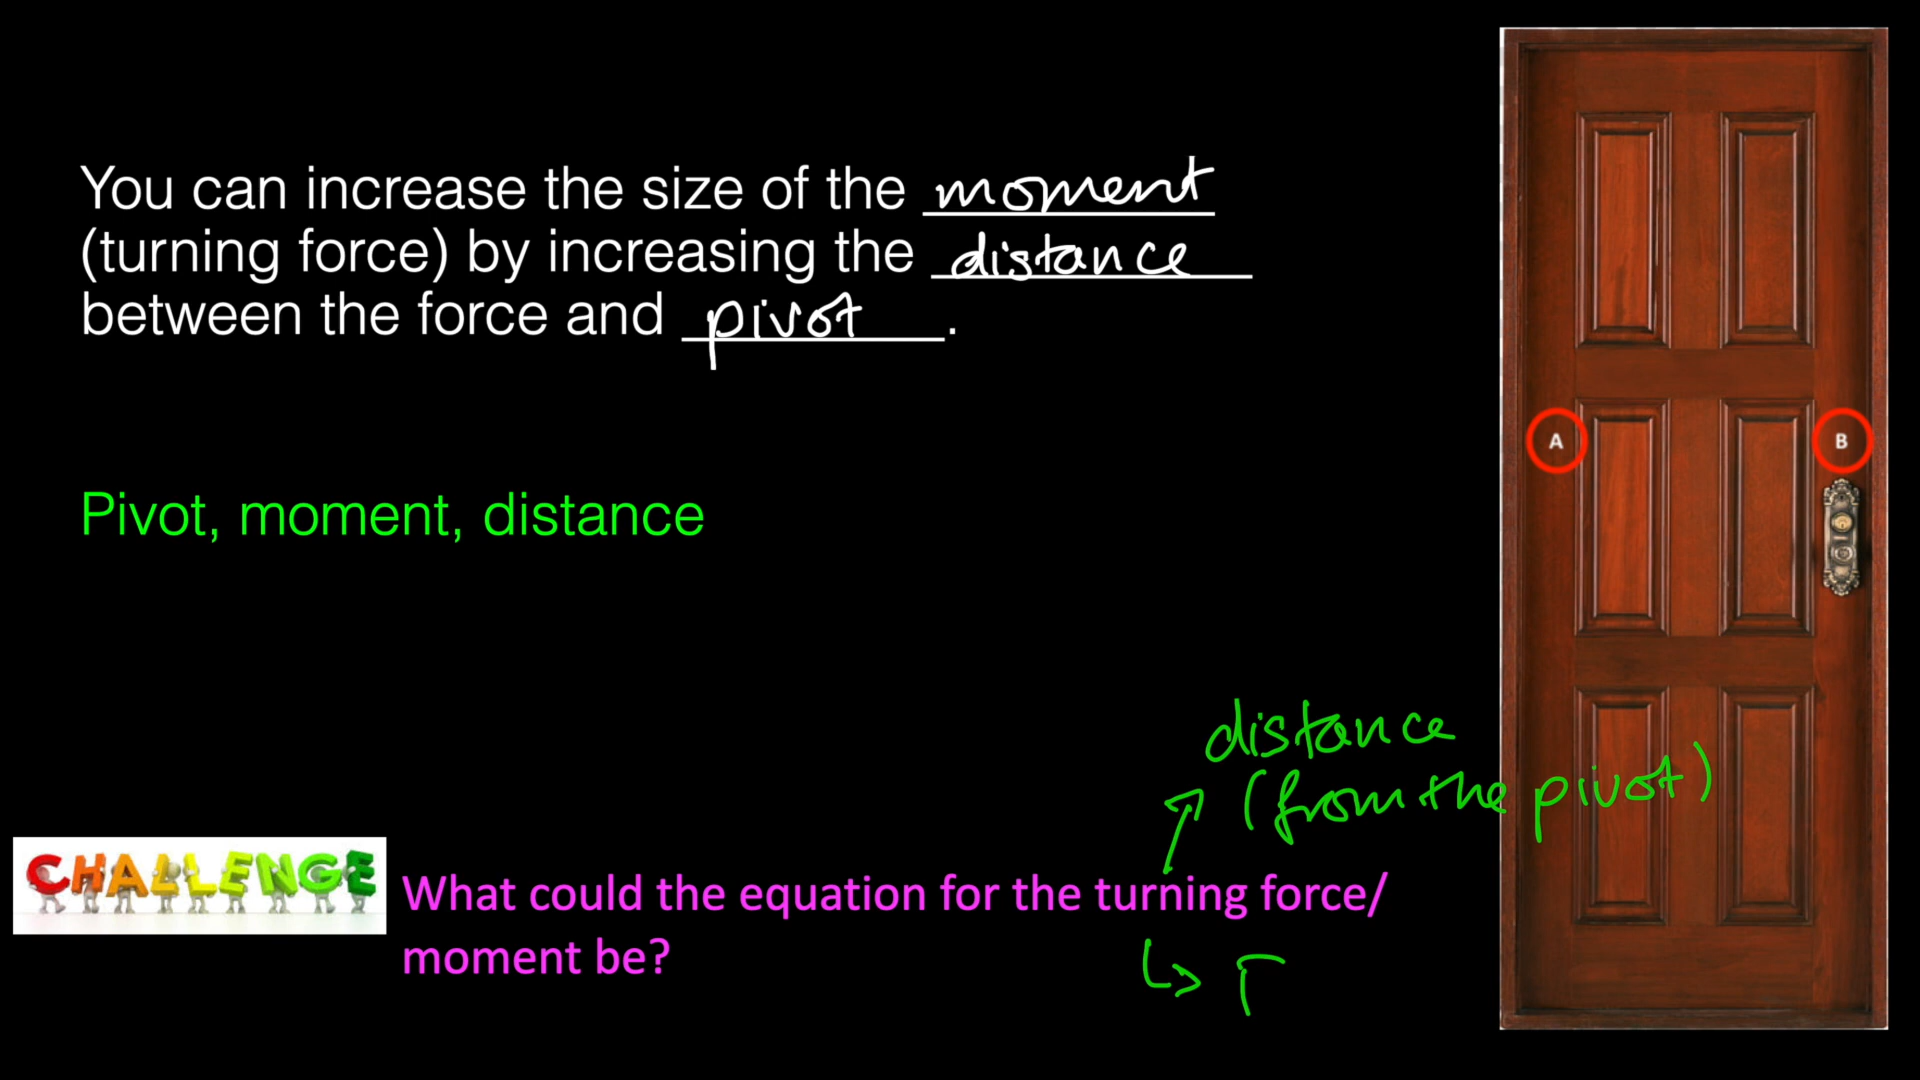 You can increase the size of the moment
(turning force) by increasing the distance
between the force and pivot.
A
B
Pivot, moment, distance
distance
(from the pivot)
CHALLENGE
What could the equation for the turning force/
moment be?